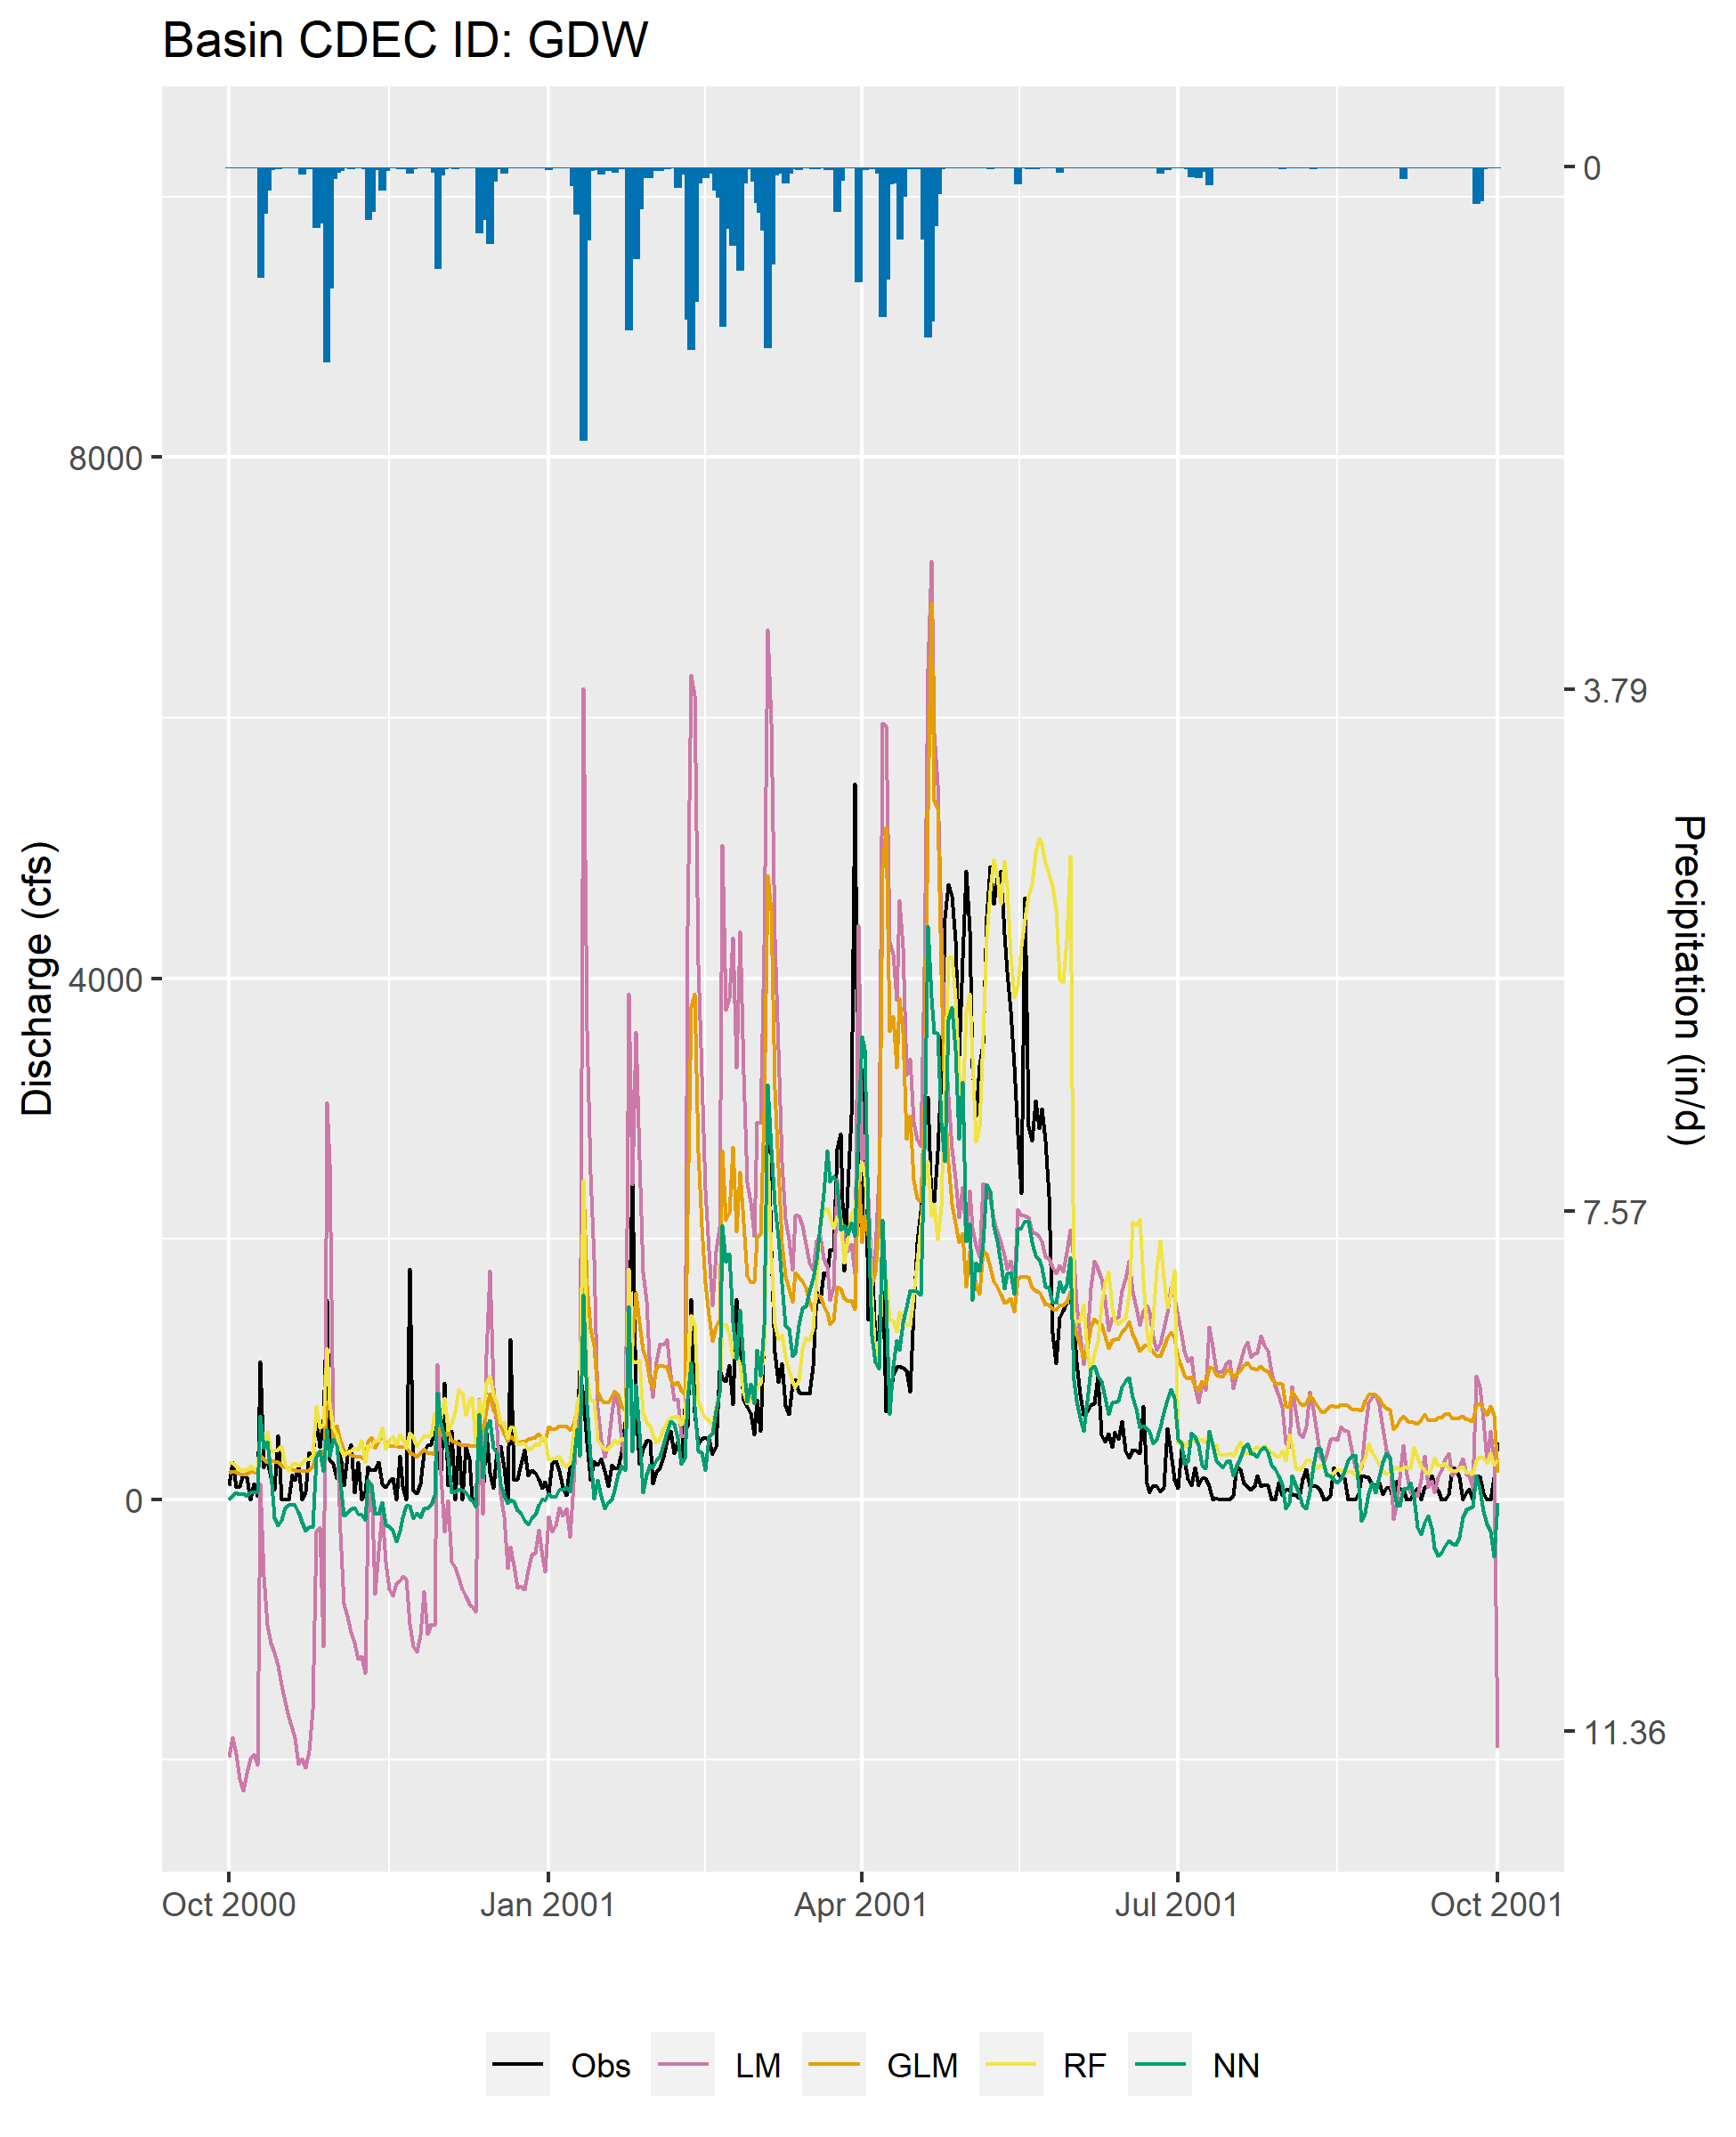 Basin CDEC ID: GDW
0
8000
3.79
4000
7.57
0
11.36
Discharge (cfs)
Precipitation (in/d)
Oct 2000 Jan 2001 Apr 2001 Jul 2001 Oct 2001
Obs LM GLM RF NN